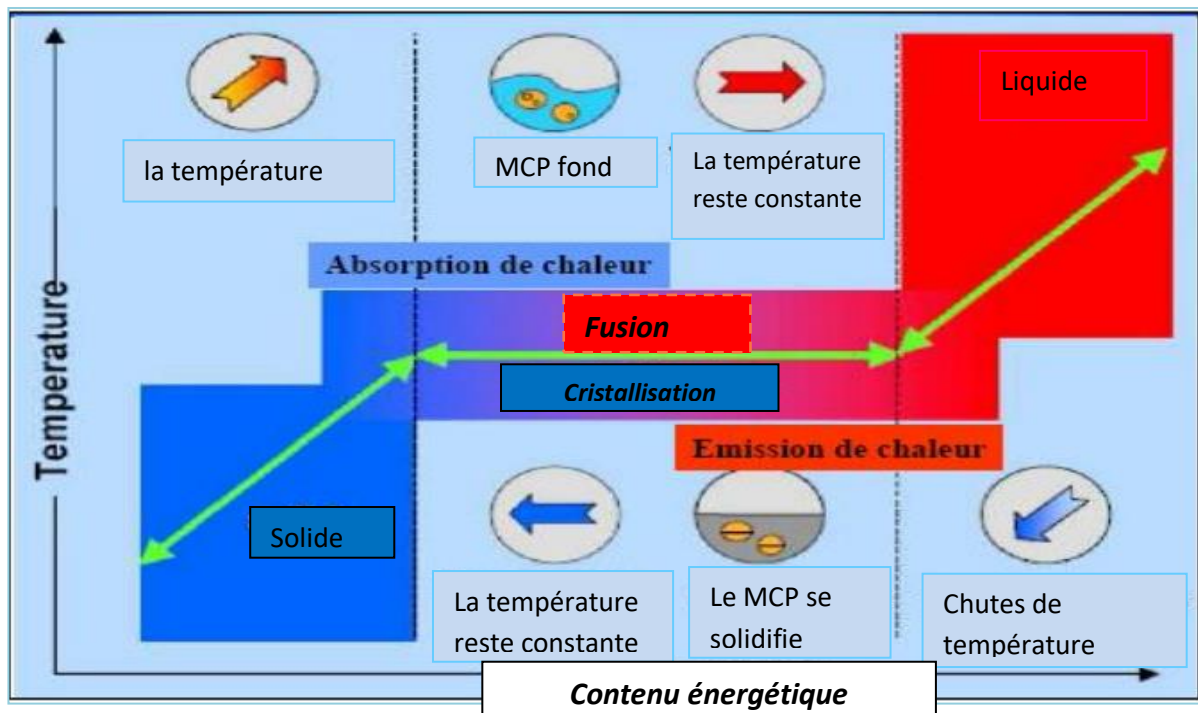 Temperature
la température
MCP fond
La température
reste constante
Liquide
Absorption de chaleur
Fusion
Cristallisation
Emission de chaleur
Solide
La température
reste constante
Le MCP se
solidifie
Chutes de
température
Contenu énergétique